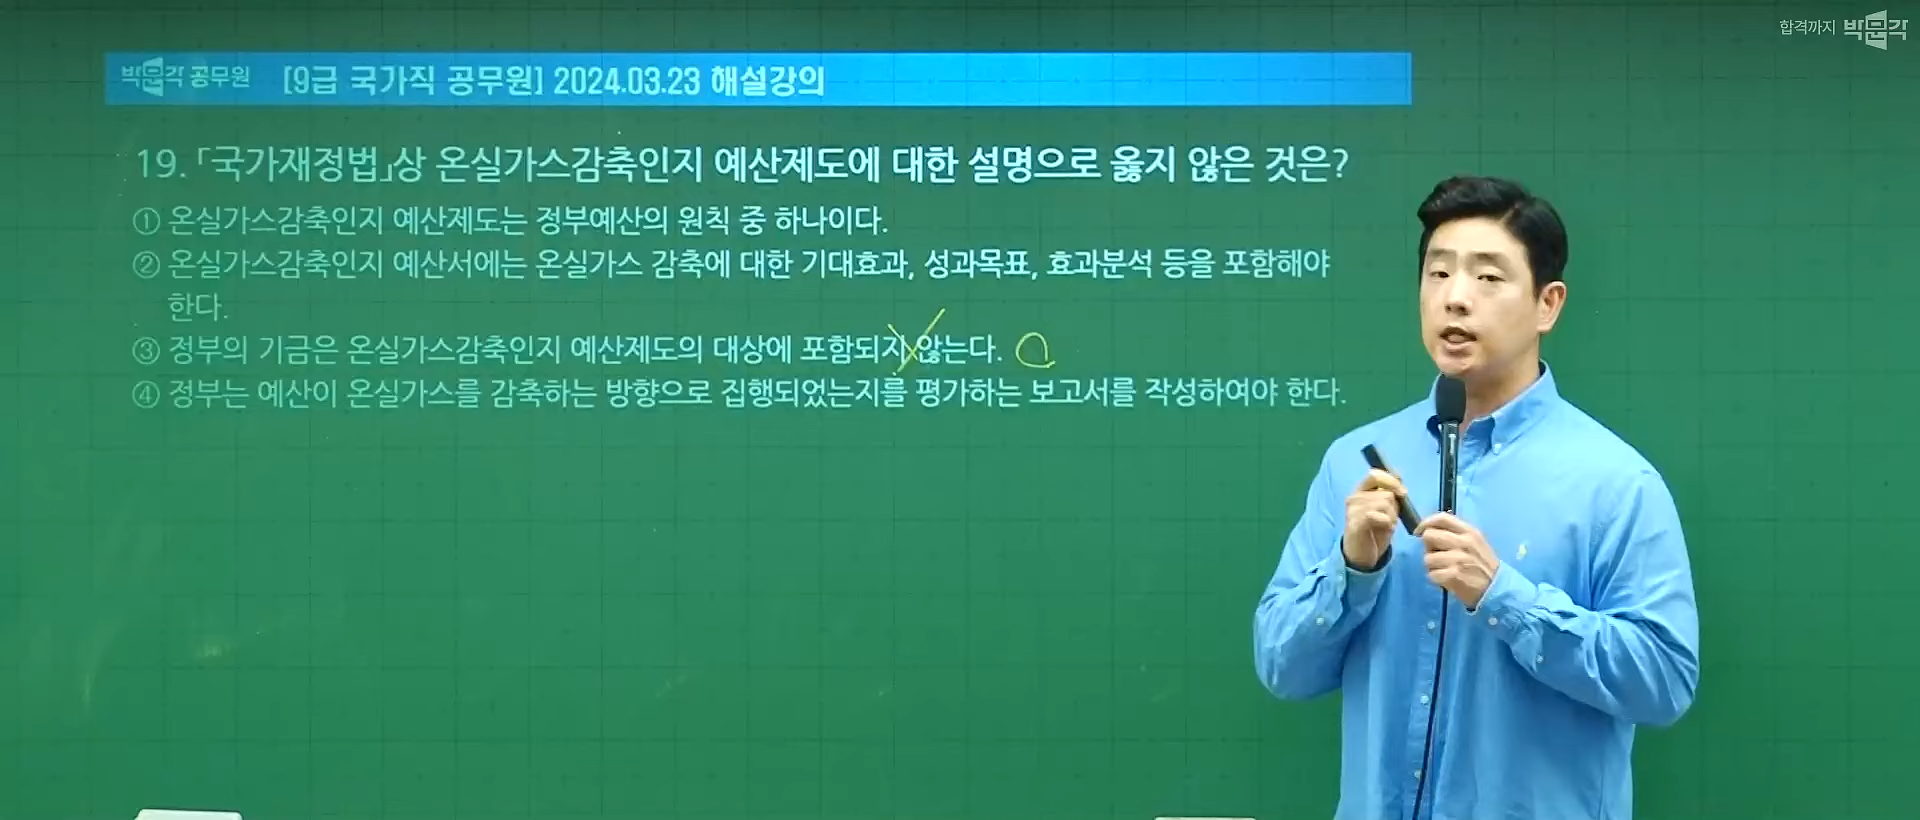 합격까지 박문각
박문각 공무원 [9급 국가직 공무원] 2024.03.23 해설강의
19. 「국가재정법」상 온실가스감축인지 예산제도에 대한 설명으로 옳지 않은 것은?
① 온실가스감축인지 예산제도는 정부예산의 원칙 중 하나이다.
② 온실가스감축인지 예산서에는 온실가스 감축에 대한 기대효과, 성과목표, 효과분석 등을 포함해야
한다.
③ 정부의 기금은 온실가스감축인지 예산제도의 대상에 포함되지 않는다.
④ 정부는 예산이 온실가스를 감축하는 방향으로 집행되었는지를 평가하는 보고서를 작성하여야 한다.